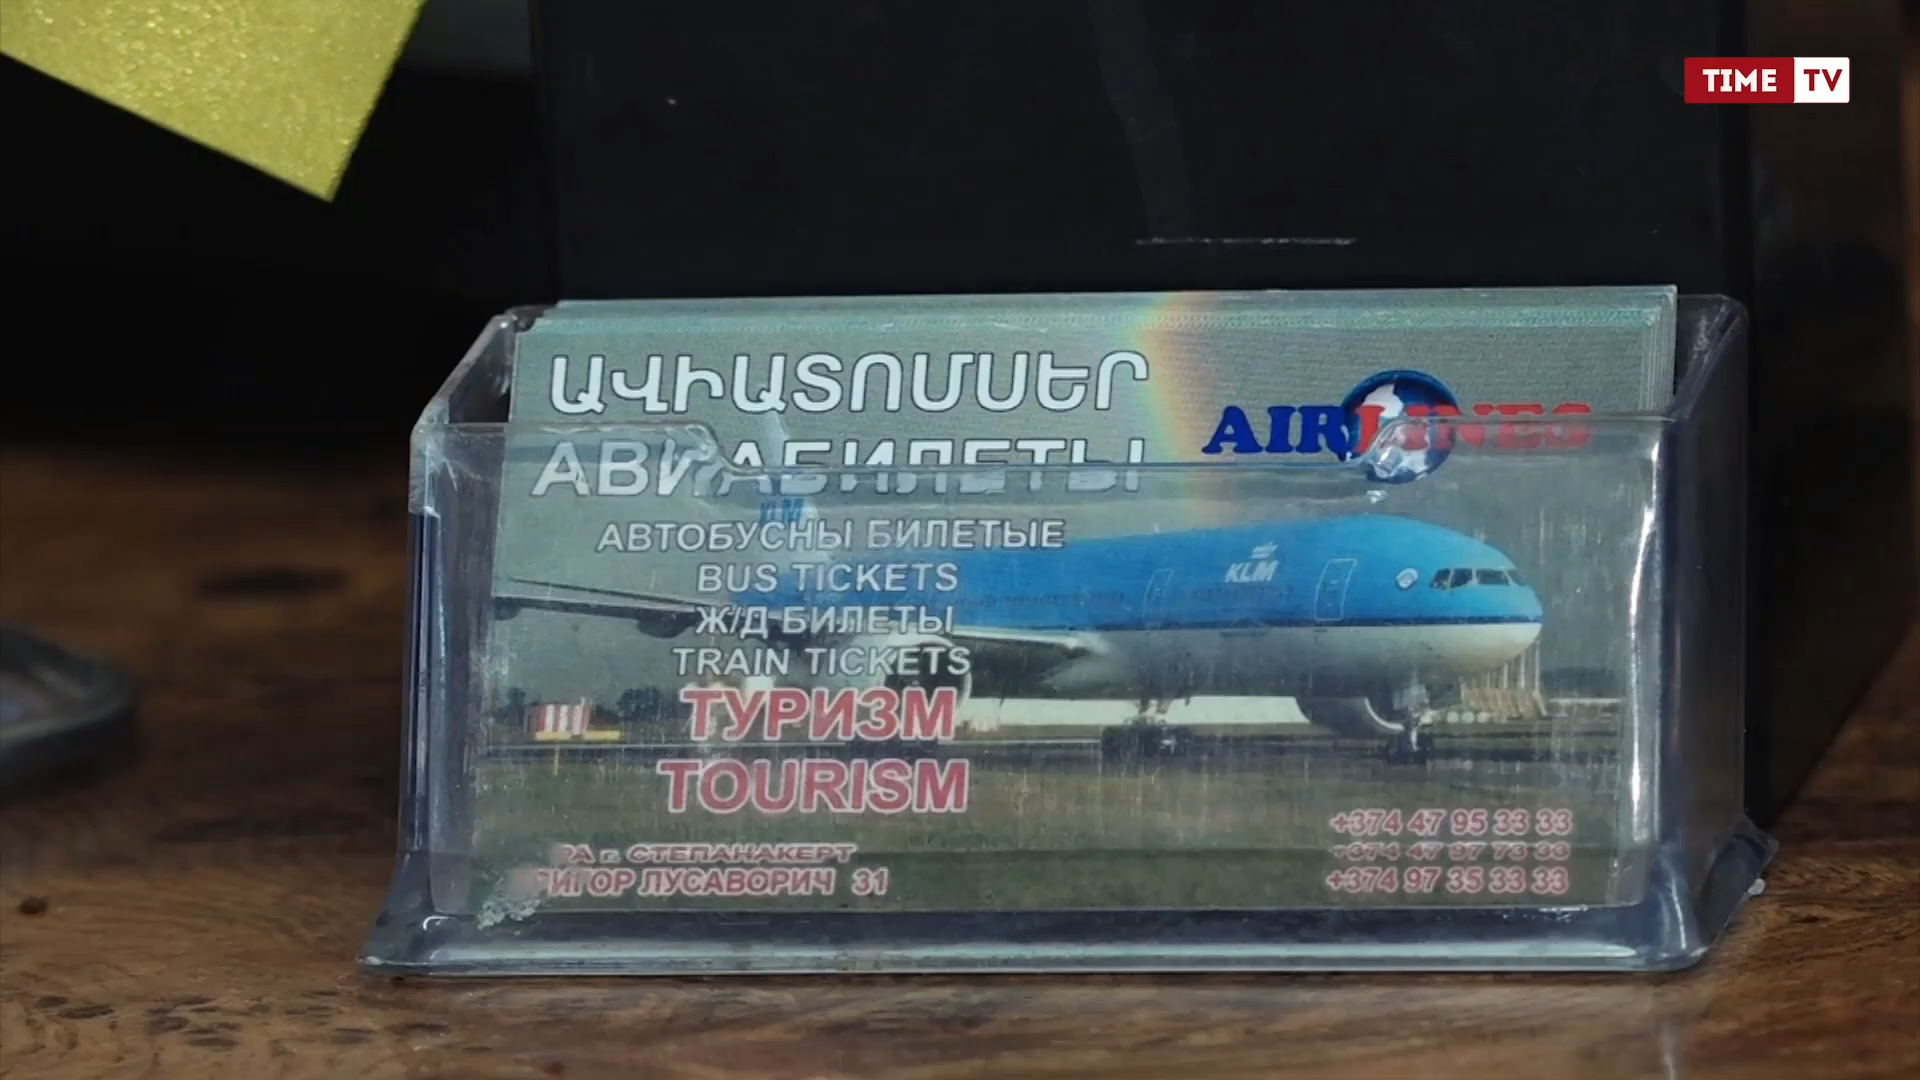 TIME TV
ԱՎԻԱՏՈՄՍԵՐ
АВИАБИЛЕТЫ
AIRLINES
KLM
АВТОБУСНЫ БИЛЕТЫЕ
BUS TICKETS
KLM
Ж/Д БИЛЕТЫ
TRAIN TICKETS
ТУРИЗМ
TOURISM
+374 47 95 33 33
г. СТЕПАНАКЕРТ
+374 47 97 73 33
ЛУСАВОРИЧ 31
+374 97 35 33 33